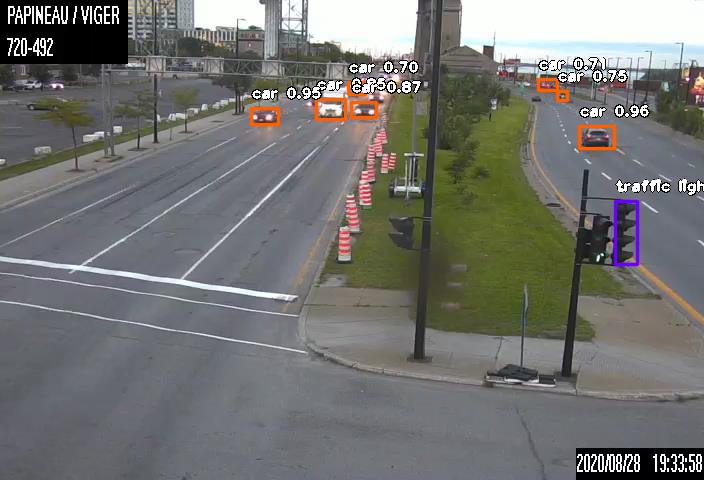 PAPINEAU / VIGER
720-492
car 0.70
car 0.71
car 0.75
car 0.95
car 0.87
car 0.96
traffic ligh
2020/08/28 19:33:58